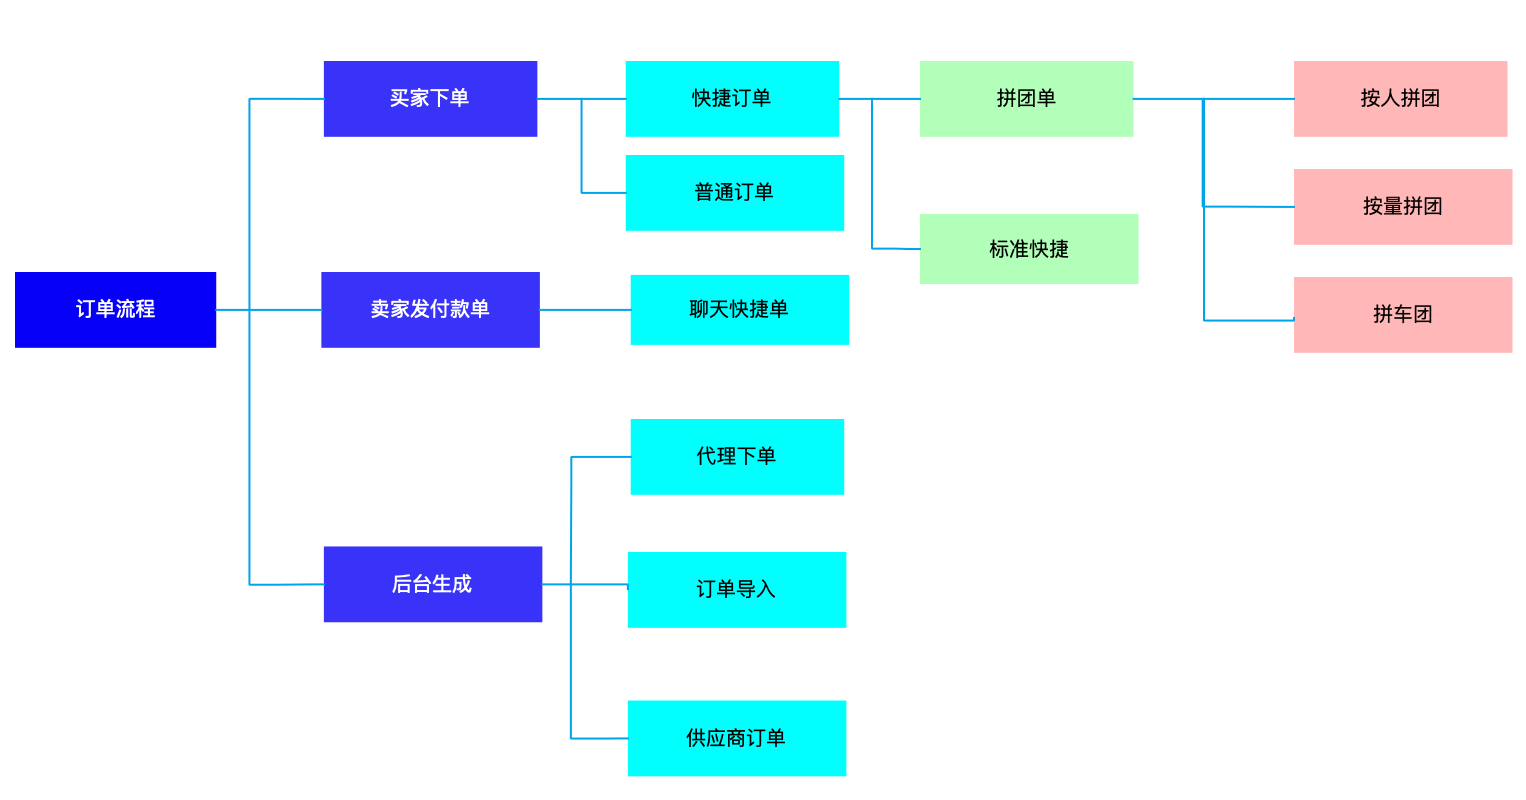 买家下单
快捷订单
拼团单
按人拼团
普通订单
按量拼团
标准快捷
订单流程
卖家发付款单
聊天快捷单
拼车团
代理下单
后台生成
订单导入
供应商订单